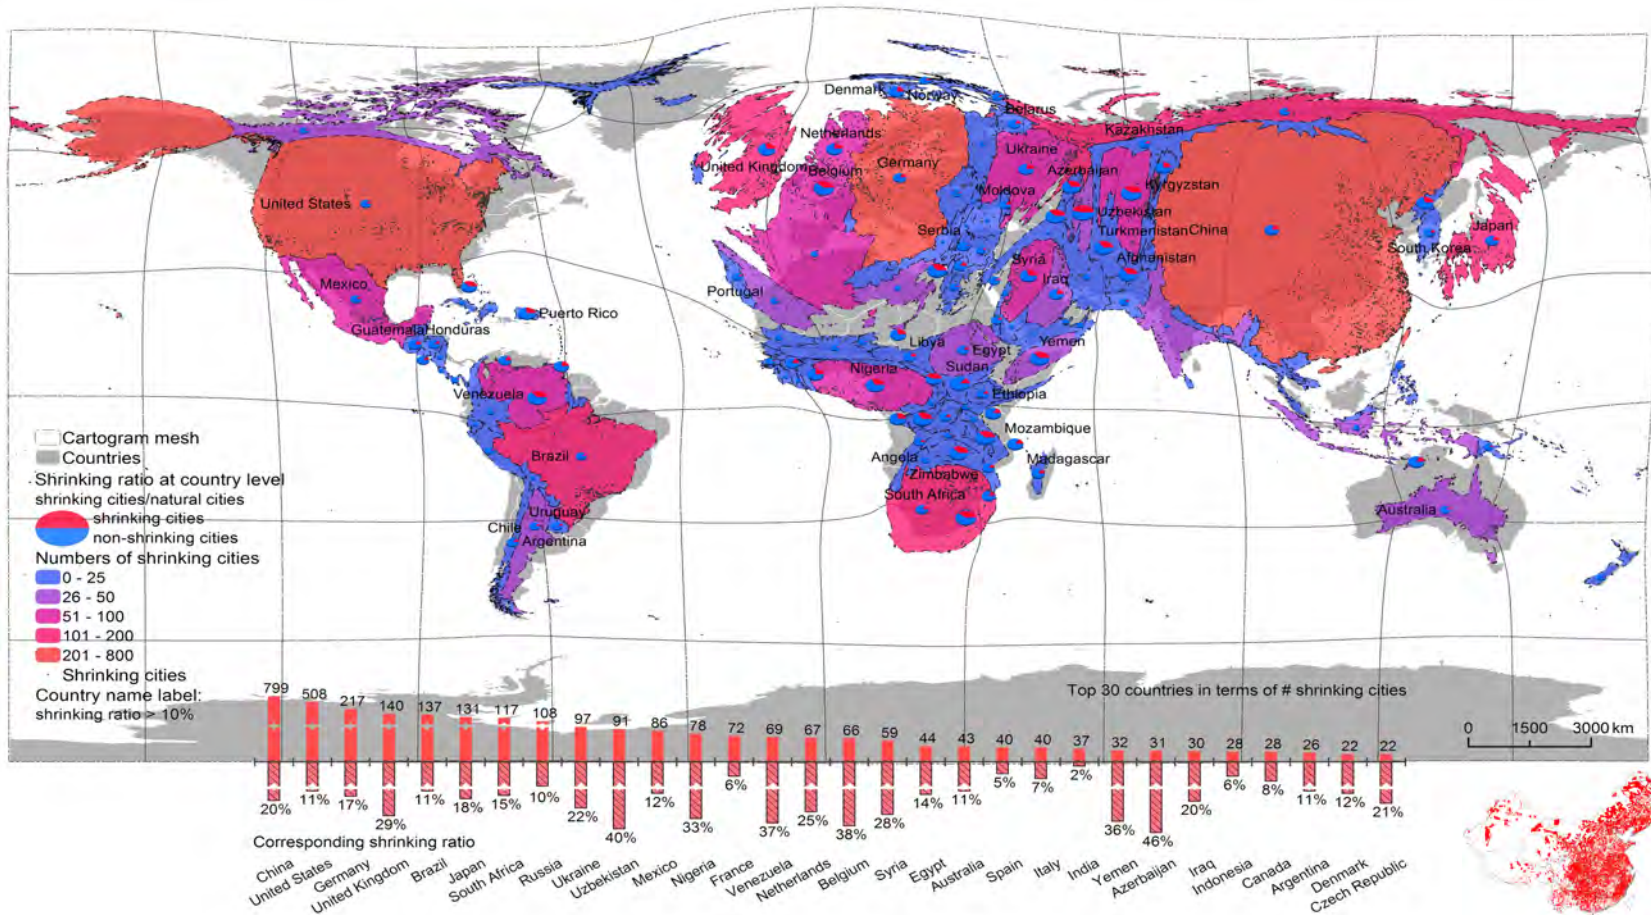 Denmark
Norway
Belarus
Netherlands
Kazakhstan
Ukraine
United Kingdom
Belgium
Germany
Azerbaijan
Moldova
Kyrgyzstan
United States
Uzbekistan
Serbia
Turkmenistan
China
Japan
South Korea
Afghanistan
Syria
Iraq
Mexico
Portugal
Puerto Rico
Guatemala
Honduras
Libya
Egypt
Yemen
Nigeria
Sudan
Venezuela
Ethiopia
Mozambique
Brazil
Angola
Madagascar
Zimbabwe
South Africa
Uruguay
Chile
Argentina
Australia
Cartogram mesh
Countries
Shrinking ratio at country level
shrinking cities/natural cities
shrinking cities
non-shrinking cities
Numbers of shrinking cities
0 - 25
26 - 50
51 - 100
101 - 200
201 - 800
Shrinking cities
Country name label:
shrinking ratio > 10%
Top 30 countries in terms of # shrinking cities
0 1500 3000 km
799 508 217 140 137 131 117 108 97 91 86 78 72 69 67 66 59 44 43 40 40 37 32 31 30 28 28 26 22 22
20% 11% 17% 29% 11% 18% 15% 10% 22% 40% 12% 33% 6% 37% 25% 38% 28% 14% 11% 5% 7% 2% 36% 46% 20% 6% 8% 11% 12% 21%
Corresponding shrinking ratio
China
United States
Germany
United Kingdom
Brazil
Japan
South Africa
Russia
Ukraine
Uzbekistan
Mexico
Nigeria
France
Venezuela
Netherlands
Belgium
Syria
Egypt
Australia
Spain
Italy
India
Yemen
Azerbaijan
Iraq
Indonesia
Canada
Argentina
Denmark
Czech Republic